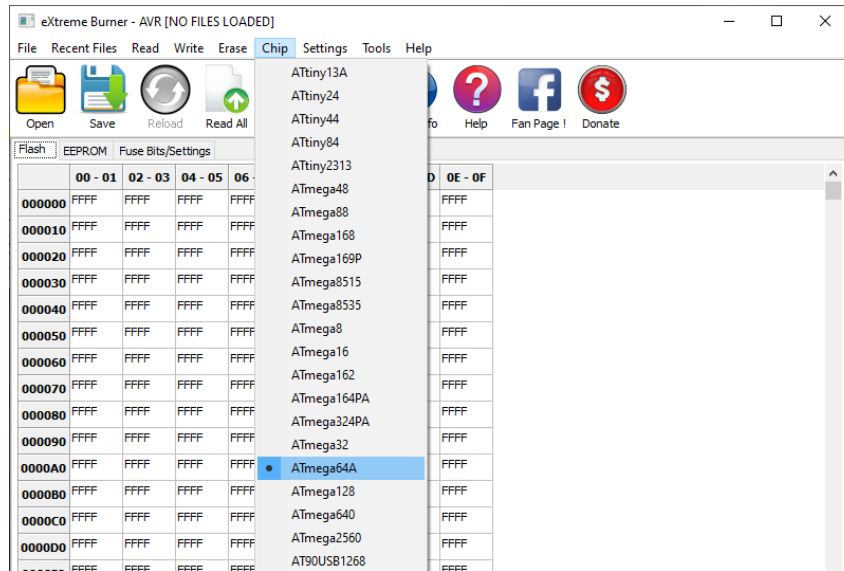 eXtreme Burner - AVR [NO FILES LOADED]
File Recent Files Read Write Erase Chip Settings Tools Help
Open Save Reload Read All fo Help Fan Page ! Donate
Flash EEPROM Fuse Bits/Settings
00 - 01 02 - 03 04 - 05 06 - D 0E - 0F
000000 FFFF FFFF FFFF FFFF FFFF
000010 FFFF FFFF FFFF FFFF FFFF
000020 FFFF FFFF FFFF FFFF FFFF
000030 FFFF FFFF FFFF FFFF FFFF
000040 FFFF FFFF FFFF FFFF FFFF
000050 FFFF FFFF FFFF FFFF FFFF
000060 FFFF FFFF FFFF FFFF FFFF
000070 FFFF FFFF FFFF FFFF FFFF
000080 FFFF FFFF FFFF FFFF FFFF
000090 FFFF FFFF FFFF FFFF FFFF
0000A0 FFFF FFFF FFFF FFFF FFFF
0000B0 FFFF FFFF FFFF FFFF FFFF
0000C0 FFFF FFFF FFFF FFFF FFFF
0000D0 FFFF FFFF FFFF FFFF FFFF
ATtiny13A
ATtiny24
ATtiny44
ATtiny84
ATtiny2313
ATmega48
ATmega88
ATmega168
ATmega169P
ATmega8515
ATmega8535
ATmega8
ATmega16
ATmega162
ATmega164PA
ATmega324PA
ATmega32
ATmega64A
ATmega128
ATmega640
ATmega2560
AT90USB1268